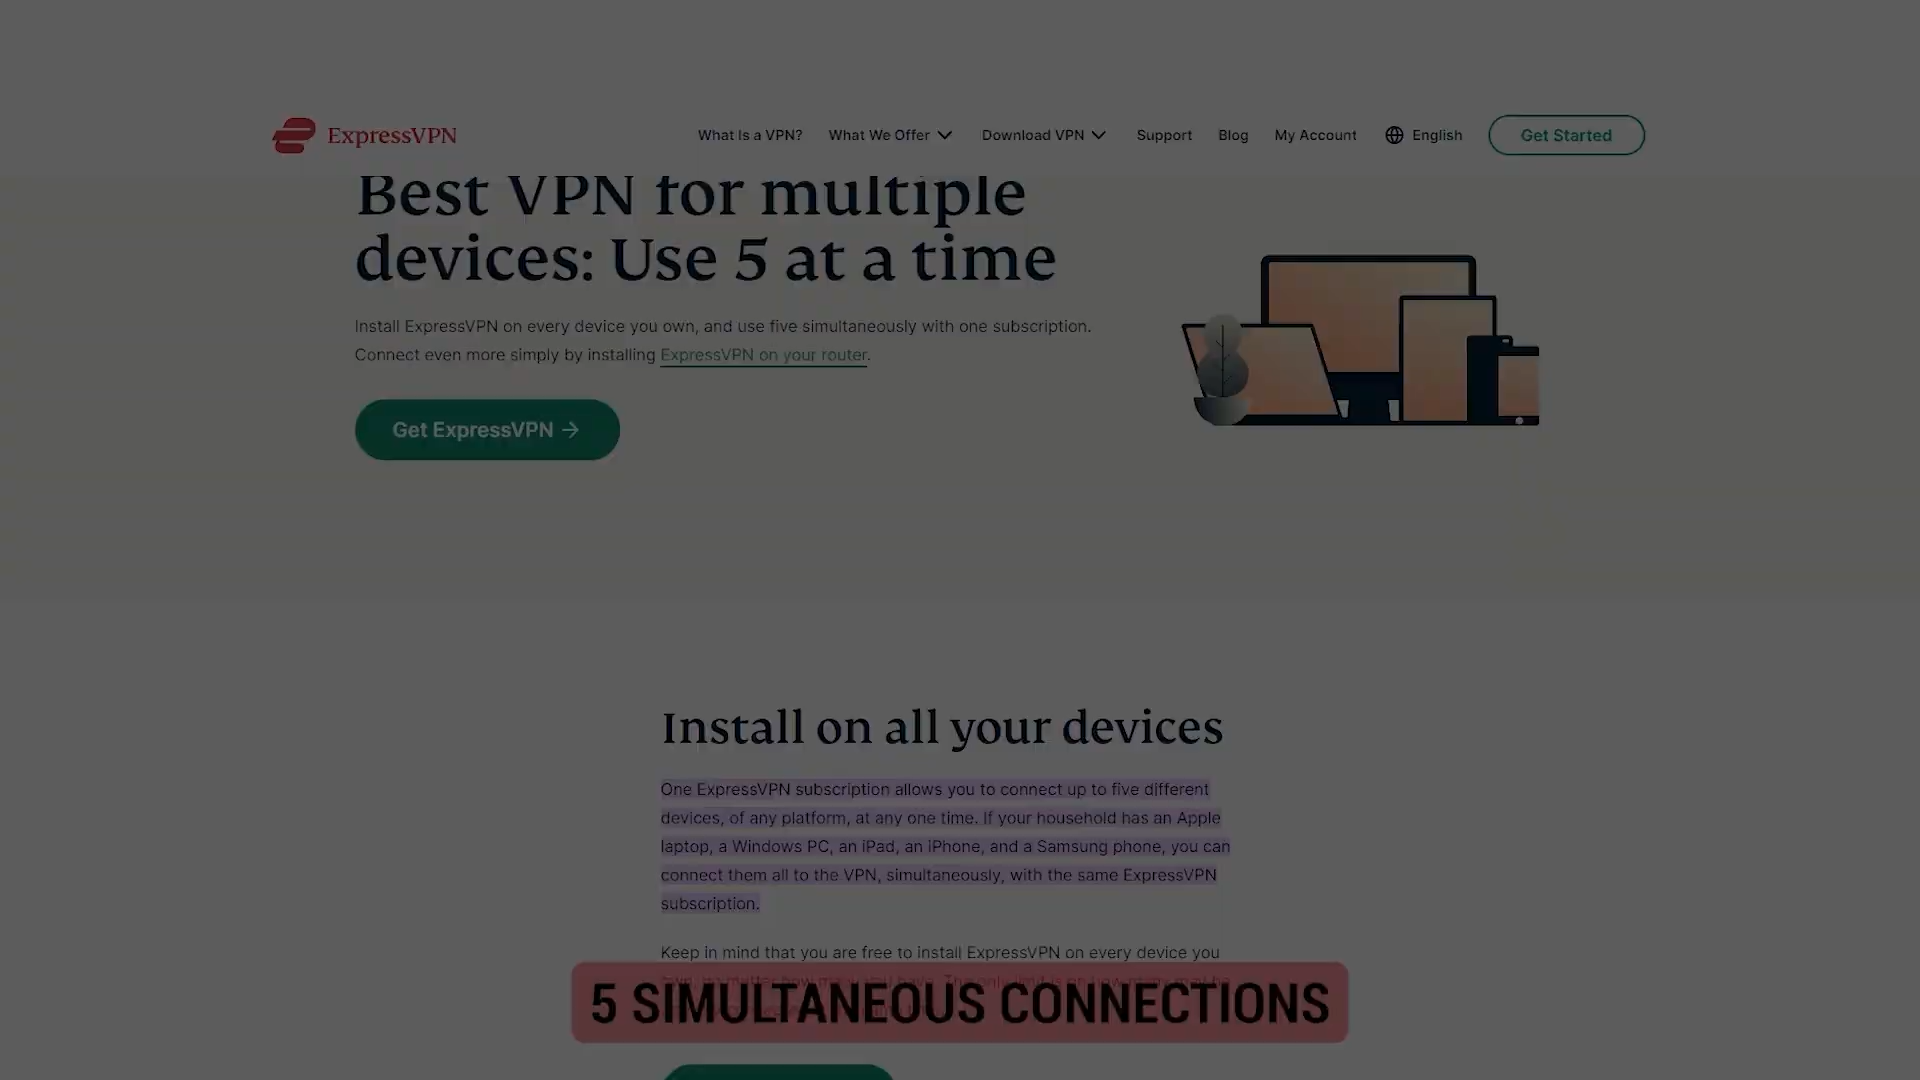 ExpressVPN
What Is a VPN?
What We Offer
Download VPN
Support
Blog
My Account
English
Get Started
Best VPN for multiple
devices: Use 5 at a time
Install ExpressVPN on every device you own, and use five simultaneously with one subscription.
Connect even more simply by installing ExpressVPN on your router.
Get ExpressVPN →
Install on all your devices
One ExpressVPN subscription allows you to connect up to five different
devices, of any platform, at any one time. If your household has an Apple
laptop, a Windows PC, an iPad, an iPhone, and a Samsung phone, you can
connect them all to the VPN, simultaneously, with the same ExpressVPN
subscription.
Keep in mind that you are free to install ExpressVPN on every device you
5 SIMULTANEOUS CONNECTIONS